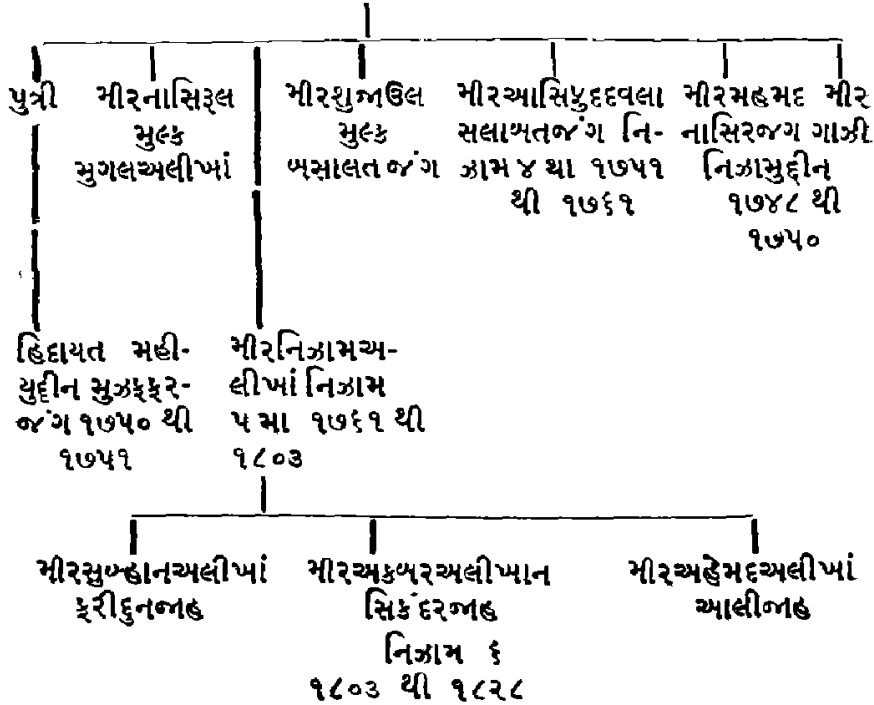 પુત્રી મીરનાસિરૂલ મીરશુજાઉલ મીરઆસિફુદદવલા મીરમહમદ મીર
મુલ્ક મુલ્ક સલાબતજંગ નિ- નાસિરજગ ગાઝી
મુગલઅલીખાં બસાલત જંગ ઝામ ૪ થા ૧૭૫૧ નિઝામુદ્દીન
થી ૧૭૬૧ ૧૭૪૮ થી
૧૭૫૦
હિદાયત મહી- મીરનિઝામઅ-
યુદ્દીન મુઝફ્ફર- લીખાં નિઝામ
જંગ ૧૭૫૦ થી ૫ મા ૧૭૬૧ થી
૧૭૫૧ ૧૮૦૩
મીરસુબ્હાનઅલીખાં મીરઅકબરઅલીખાન મીરઅહેમદઅલીખાં
ફરીદુનજાહ સિકંદરજાહ આલીજાહ
નિઝામ ૬
૧૮૦૩ થી ૧૮૨૮